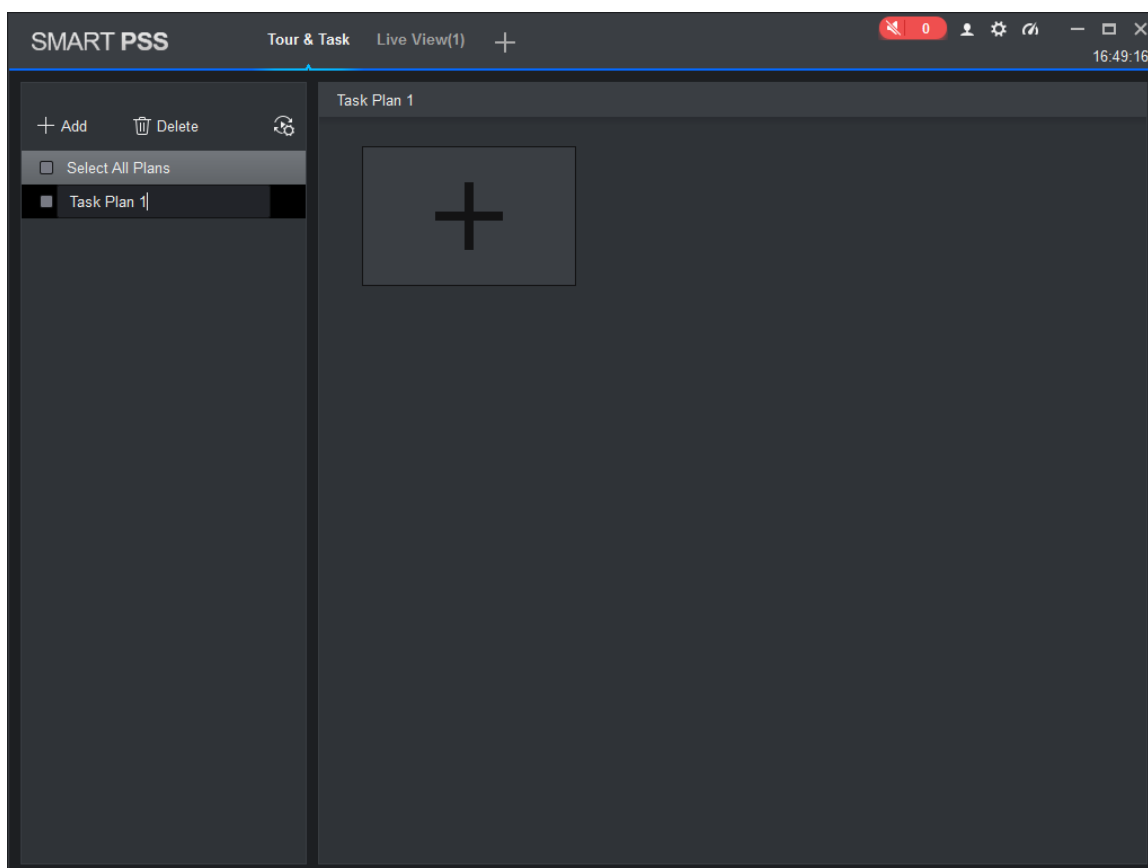 SMART PSS
Tour & Task
Live View(1)
0
16:49:16
Add
Delete
Select All Plans
Task Plan 1
Task Plan 1